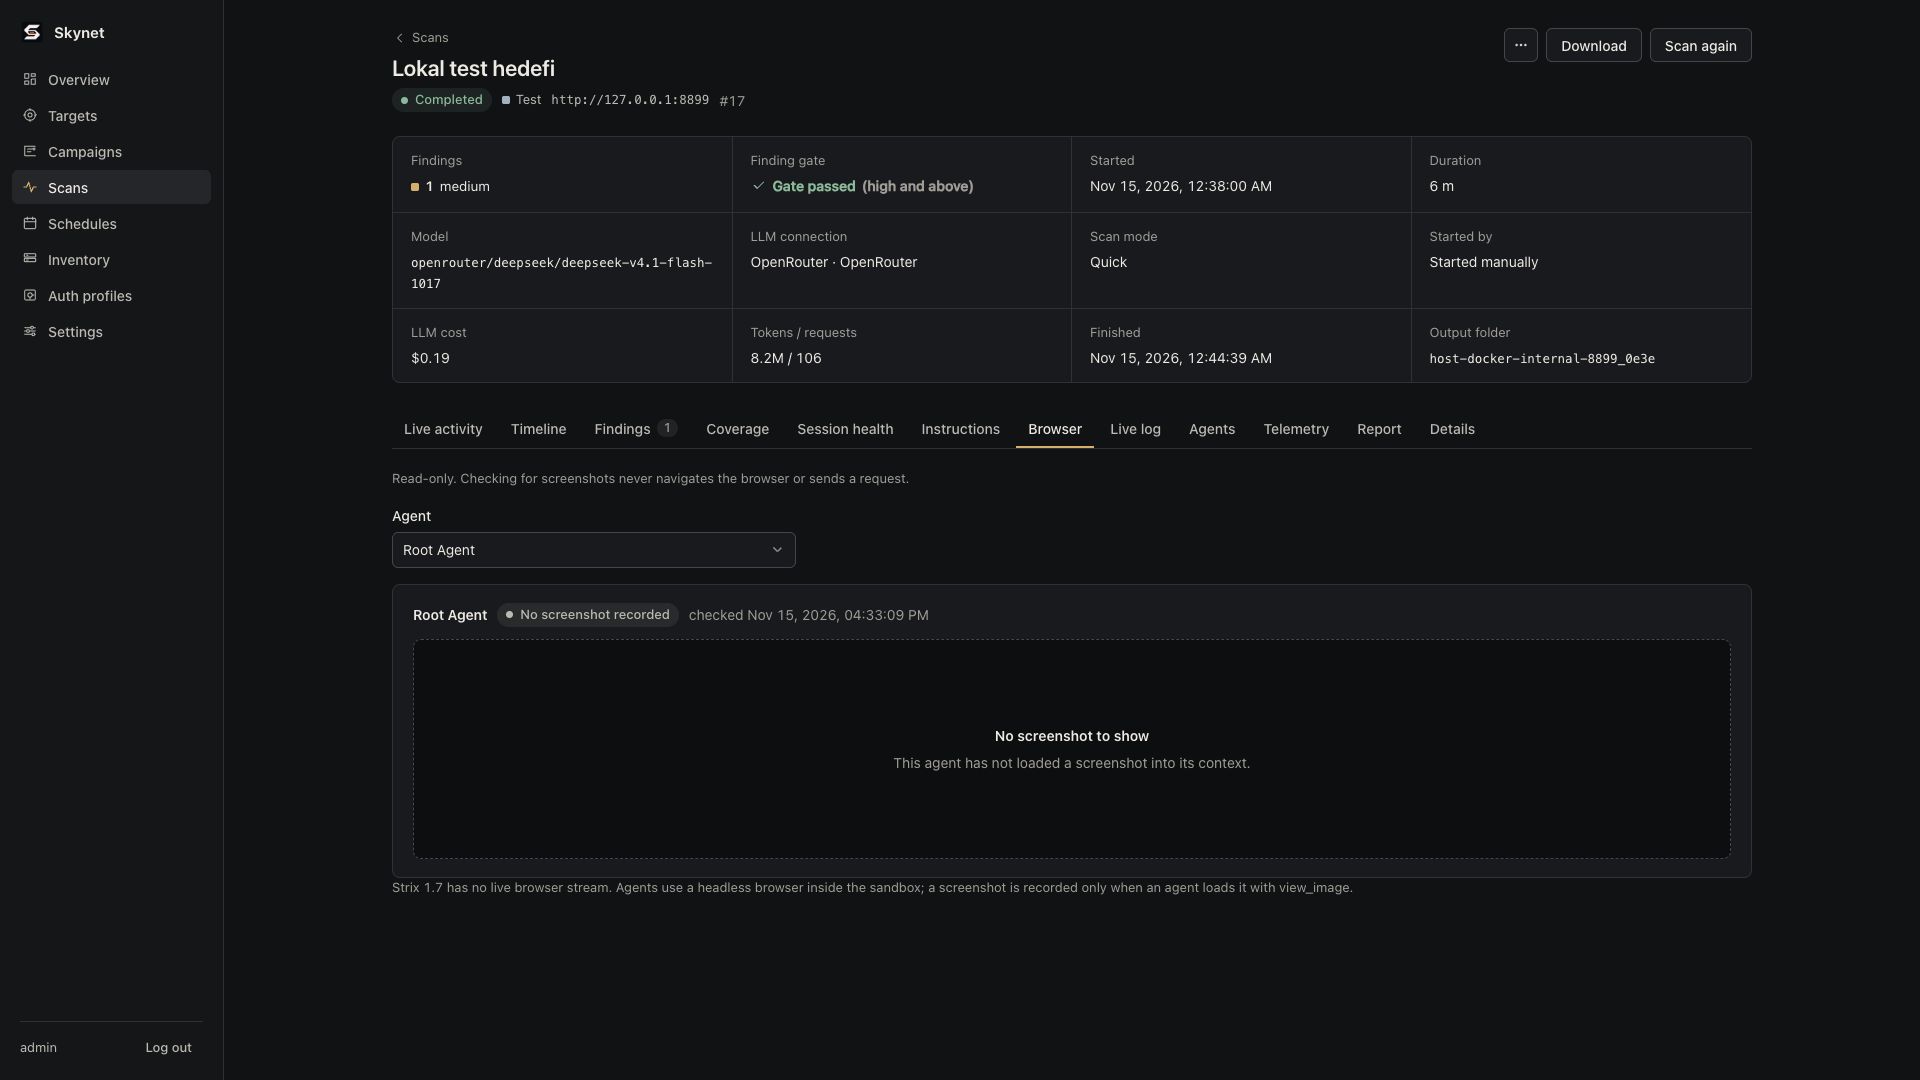 Skynet
Overview
Targets
Campaigns
Scans
Schedules
Inventory
Auth profiles
Settings
admin
Log out
Scans
Lokal test hedefi
Completed
Test
http://127.0.0.1:8899
#17
...
Download
Scan again
Findings
1 medium
Finding gate
Gate passed (high and above)
Started
Nov 15, 2026, 12:38:00 AM
Duration
6 m
Model
openrouter/deepseek/deepseek-v4.1-flash-
1017
LLM connection
OpenRouter · OpenRouter
Scan mode
Quick
Started by
Started manually
LLM cost
$0.19
Tokens / requests
8.2M / 106
Finished
Nov 15, 2026, 12:44:39 AM
Output folder
host-docker-internal-8899_0e3e
Live activity
Timeline
Findings 1
Coverage
Session health
Instructions
Browser
Live log
Agents
Telemetry
Report
Details
Read-only. Checking for screenshots never navigates the browser or sends a request.
Agent
Root Agent
Root Agent
No screenshot recorded
checked Nov 15, 2026, 04:33:09 PM
No screenshot to show
This agent has not loaded a screenshot into its context.
Strix 1.7 has no live browser stream. Agents use a headless browser inside the sandbox; a screenshot is recorded only when an agent loads it with view_image.